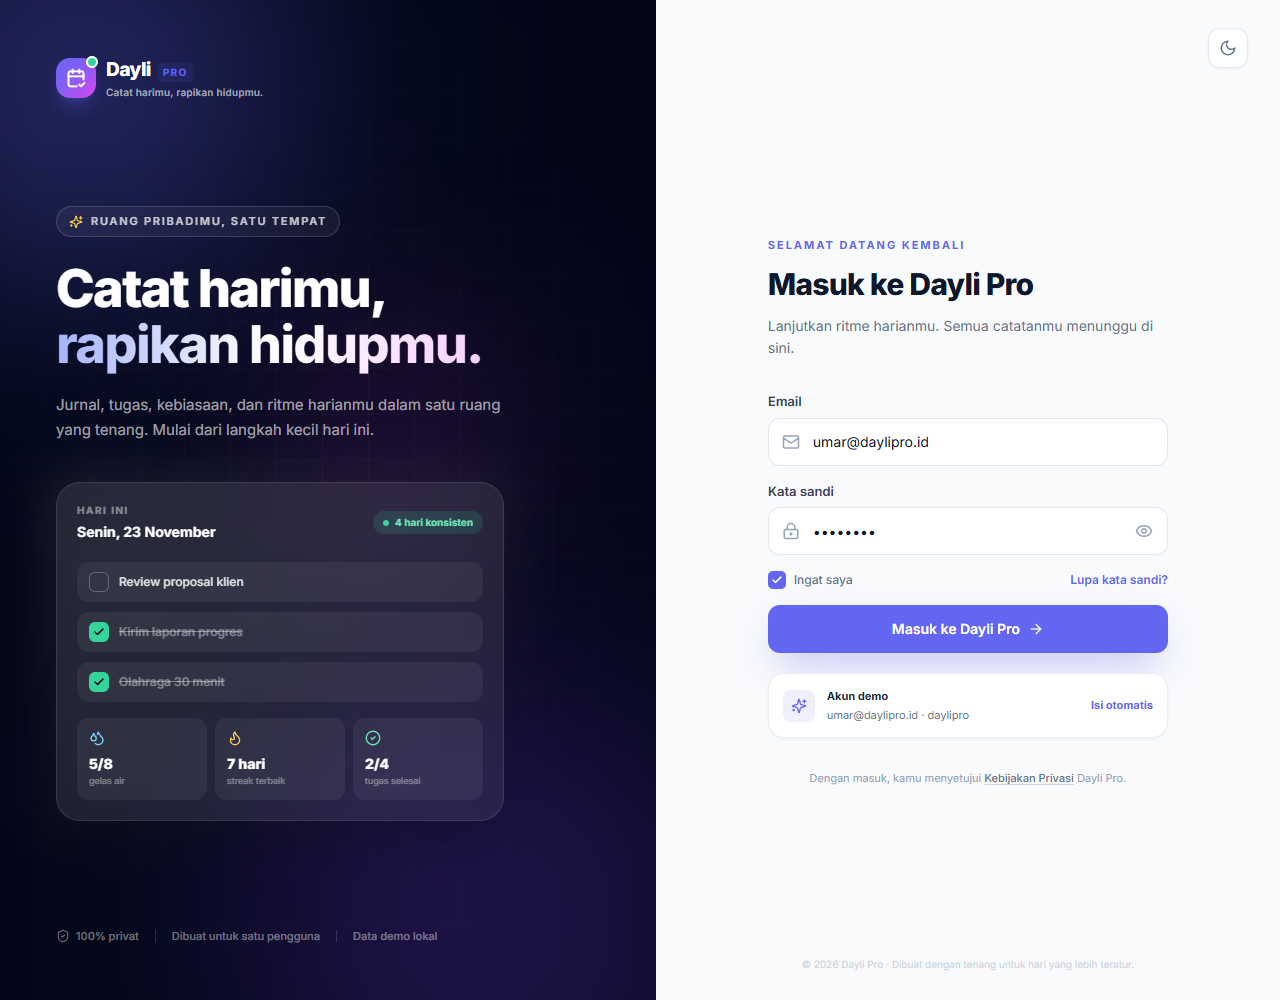 Dayli PRO
Catat harimu, rapikan hidupmu.
RUANG PRIBADIMU, SATU TEMPAT
Catat harimu,
rapikan hidupmu.
Jurnal, tugas, kebiasaan, dan ritme harianmu dalam satu ruang
yang tenang. Mulai dari langkah kecil hari ini.
HARI INI
Senin, 23 November
4 hari konsisten
Review proposal klien
Kirim laporan progres
Olahraga 30 menit
5/8
gelas air
7 hari
streak terbaik
2/4
tugas selesai
100% privat
Dibuat untuk satu pengguna
Data demo lokal
SELAMAT DATANG KEMBALI
Masuk ke Dayli Pro
Lanjutkan ritme harianmu. Semua catatanmu menunggu di
sini.
Email
umar@daylipro.id
Kata sandi
••••••••
Ingat saya
Lupa kata sandi?
Masuk ke Dayli Pro
Akun demo
umar@daylipro.id · daylipro
Isi otomatis
Dengan masuk, kamu menyetujui Kebijakan Privasi Dayli Pro.
© 2026 Dayli Pro · Dibuat dengan tenang untuk hari yang lebih teratur.